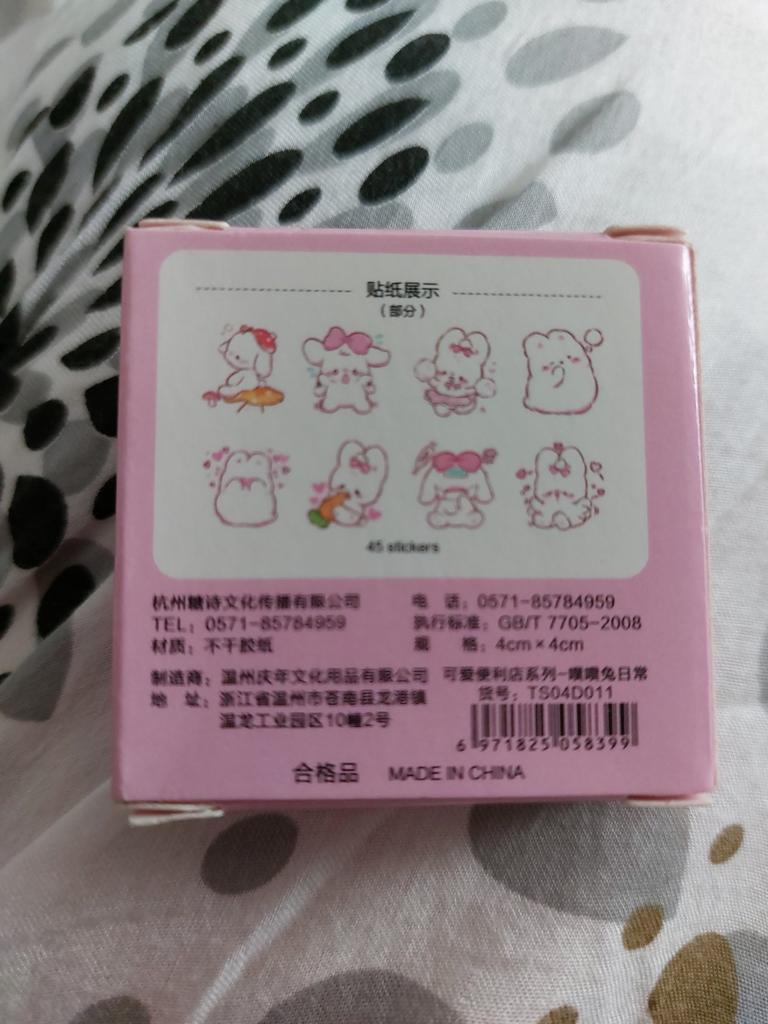 贴纸展示
（部分）
45 stickers
杭州糖诗文化传播有限公司
TEL：0571-85784959
材质：不干胶纸
电 话：0571-85784959
执行标准：GB/T 7705-2008
规 格：4cm×4cm
制造商：温州庆年文化用品有限公司
地 址：浙江省温州市苍南县龙港镇
温龙工业园区10幢2号
可爱便利店系列-噗噗兔日常
货号：TS04D011
6 971825 058399
合格品 MADE IN CHINA